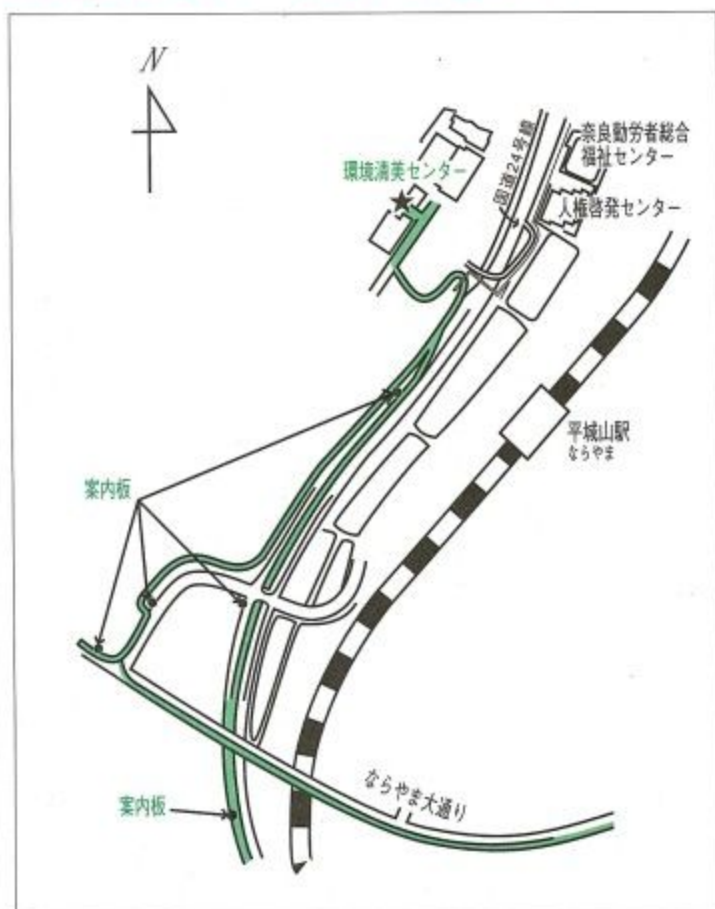 N
奈良勤労者総合
福祉センター
国道24号線
環境清美センター
人権啓発センター
平城山駅
ならやま
案内板
ならやま大通り
案内板